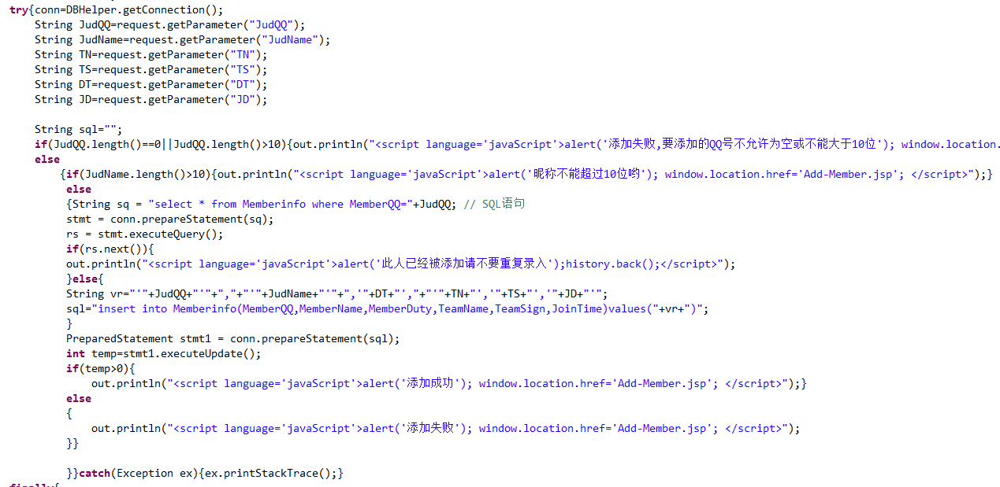 try{conn=DBHelper.getConnection();
String JudQQ=request.getParameter("JudQQ");
String JudName=request.getParameter("JudName");
String TN=request.getParameter("TN");
String TS=request.getParameter("TS");
String DT=request.getParameter("DT");
String JD=request.getParameter("JD");
String sql="";
if(JudQQ.length()==0||JudQQ.length()>10){out.println("<script language='javaScript'>alert('添加失败,要添加的QQ号不允许为空或不能大于10位'); window.location.
else
{if(JudName.length()>10){out.println("<script language='javaScript'>alert('昵称不能超过10位哟'); window.location.href='Add-Member.jsp'; </script>");}
else
{String sq = "select * from Memberinfo where MemberQQ="+JudQQ; // SQL语句
stmt = conn.prepareStatement(sq);
rs = stmt.executeQuery();
if(rs.next()){
out.println("<script language='javaScript'>alert('此人已经被添加请不要重复录入');history.back();</script>");
}else{
String vr="'"+JudQQ+"'"+","+"'"+JudName+"'"+",'"+DT+"',"+"'"+TN+"','"+TS+"','"+JD+"'";
sql="insert into Memberinfo(MemberQQ,MemberName,MemberDuty,TeamName,TeamSign,JoinTime)values("+vr+")";
}
PreparedStatement stmt1 = conn.prepareStatement(sql);
int temp=stmt1.executeUpdate();
if(temp>0){
out.println("<script language='javaScript'>alert('添加成功'); window.location.href='Add-Member.jsp'; </script>");}
else
{
out.println("<script language='javaScript'>alert('添加失败'); window.location.href='Add-Member.jsp'; </script>");
}}
}}catch(Exception ex){ex.printStackTrace();}
finally{